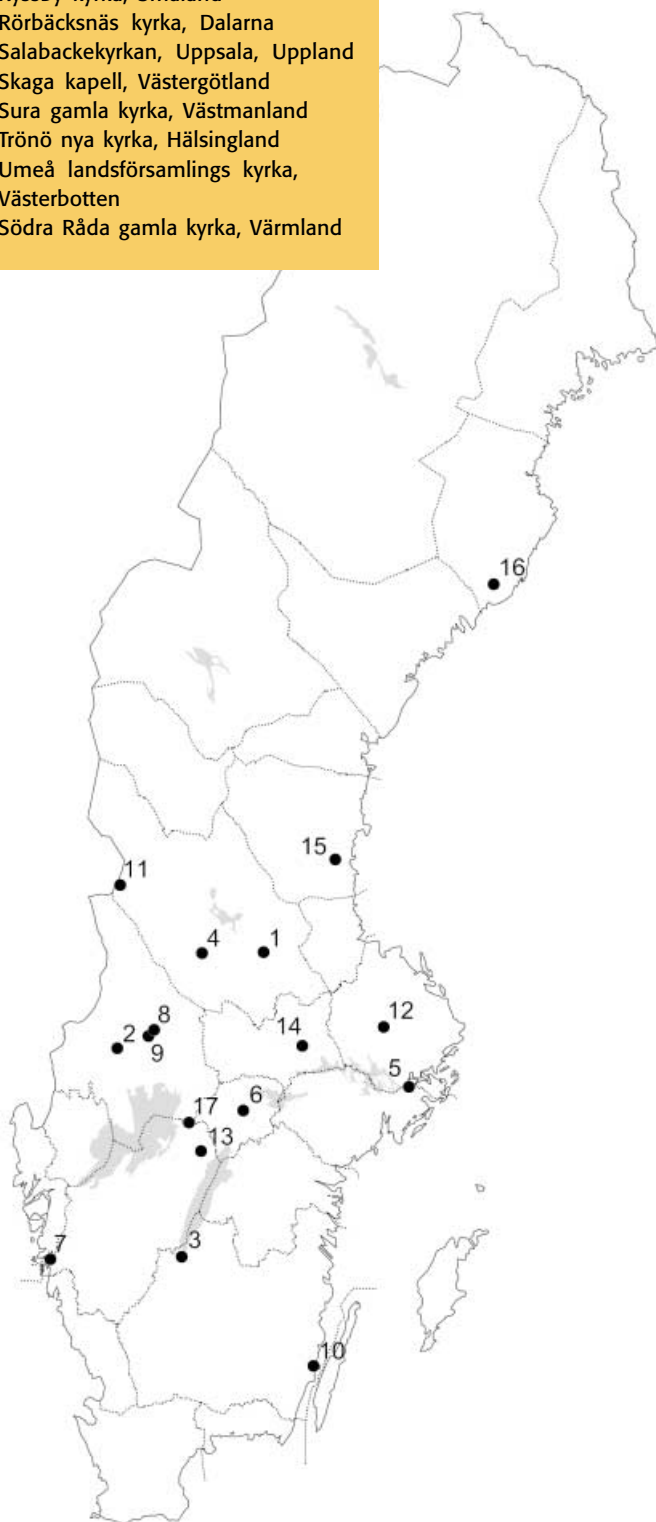 kyrka, Småland
Rörbäcksnäs kyrka, Dalarna
Salabackekyrkan, Uppsala, Uppland
Skaga kapell, Västergötland
Sura gamla kyrka, Västmanland
Trönö nya kyrka, Hälsingland
Umeå landsförsamlings kyrka,
Västerbotten
Södra Råda gamla kyrka, Värmland
16
15
11
4
1
8
12
2
9
14
5
6
17
13
7
3
10